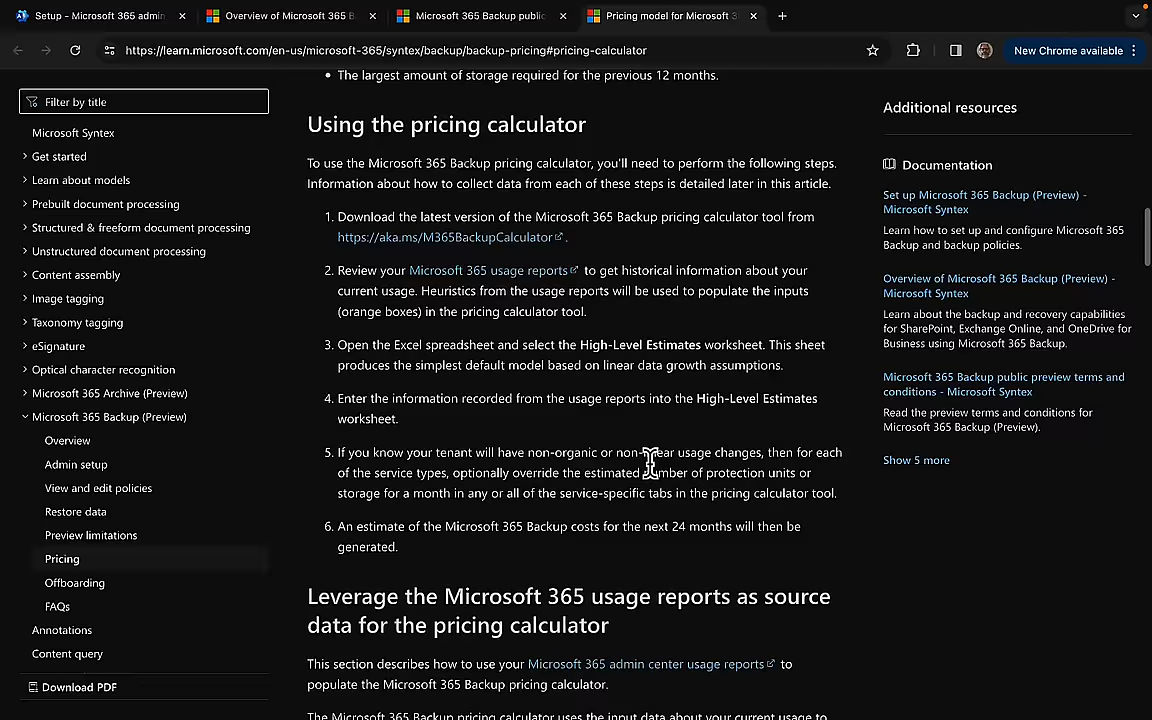 Setup - Microsoft 365 admin
Overview of Microsoft 365 B
Microsoft 365 Backup public
Pricing model for Microsoft 3
https://learn.microsoft.com/en-us/microsoft-365/syntex/backup/backup-pricing#pricing-calculator
New Chrome available
Filter by title
Microsoft Syntex
Get started
Learn about models
Prebuilt document processing
Structured & freeform document processing
Unstructured document processing
Content assembly
Image tagging
Taxonomy tagging
eSignature
Optical character recognition
Microsoft 365 Archive (Preview)
Microsoft 365 Backup (Preview)
Overview
Admin setup
View and edit policies
Restore data
Preview limitations
Pricing
Offboarding
FAQs
Annotations
Content query
Download PDF
• The largest amount of storage required for the previous 12 months.
Using the pricing calculator
To use the Microsoft 365 Backup pricing calculator, you'll need to perform the following steps.
Information about how to collect data from each of these steps is detailed later in this article.
1. Download the latest version of the Microsoft 365 Backup pricing calculator tool from
https://aka.ms/M365BackupCalculator .
2. Review your Microsoft 365 usage reports to get historical information about your
current usage. Heuristics from the usage reports will be used to populate the inputs
(orange boxes) in the pricing calculator tool.
3. Open the Excel spreadsheet and select the High-Level Estimates worksheet. This sheet
produces the simplest default model based on linear data growth assumptions.
4. Enter the information recorded from the usage reports into the High-Level Estimates
worksheet.
5. If you know your tenant will have non-organic or non-linear usage changes, then for each
of the service types, optionally override the estimated number of protection units or
storage for a month in any or all of the service-specific tabs in the pricing calculator tool.
6. An estimate of the Microsoft 365 Backup costs for the next 24 months will then be
generated.
Leverage the Microsoft 365 usage reports as source
data for the pricing calculator
This section describes how to use your Microsoft 365 admin center usage reports to
populate the Microsoft 365 Backup pricing calculator.
The Microsoft 365 Backup pricing calculator uses the input data about your current usage to
Additional resources
Documentation
Set up Microsoft 365 Backup (Preview) -
Microsoft Syntex
Learn how to set up and configure Microsoft 365
Backup and backup policies.
Overview of Microsoft 365 Backup (Preview) -
Microsoft Syntex
Learn about the backup and recovery capabilities
for SharePoint, Exchange Online, and OneDrive for
Business using Microsoft 365 Backup.
Microsoft 365 Backup public preview terms and
conditions - Microsoft Syntex
Read the preview terms and conditions for
Microsoft 365 Backup (Preview).
Show 5 more